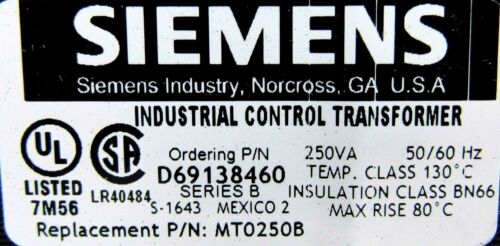 SIEMENS
Siemens Industry, Norcross, GA U.S.A
INDUSTRIAL CONTROL TRANSFORMER
UL
LISTED
7M56
SA
LR40484
Ordering P/N 250VA 50/60 Hz
D69138460 TEMP. CLASS 130°C
SERIES B INSULATION CLASS BN66
S-1643 MEXICO 2 MAX RISE 80°C
Replacement P/N: MT0250B